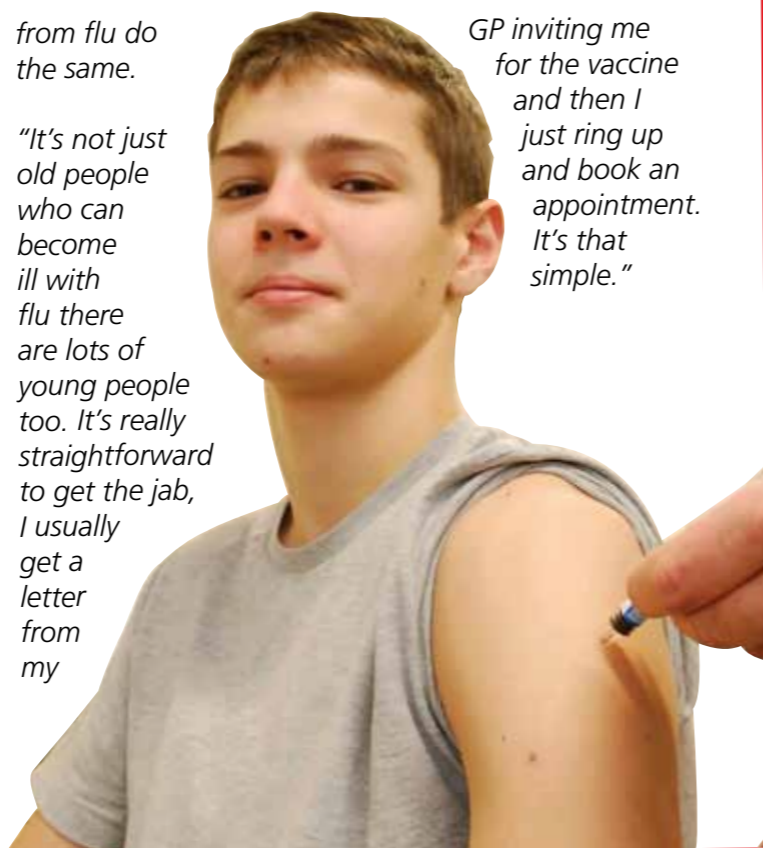 from flu do
the same.
“It’s not just
old people
who can
become
ill with
flu there
are lots of
young people
too. It’s really
straightforward
to get the jab,
I usually
get a
letter
from
my
GP inviting me
for the vaccine
and then I
just ring up
and book an
appointment.
It’s that
simple.”